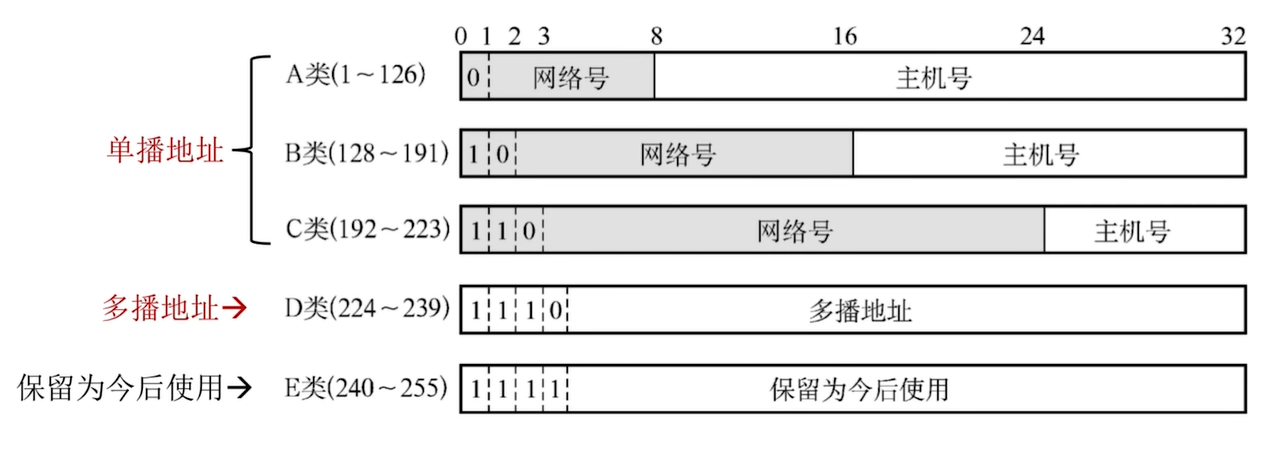 0 1 2 3 8 16 24 32
A类(1～126) 0 网络号 主机号
单播地址 B类(128～191) 1 0 网络号 主机号
C类(192～223) 1 1 0 网络号 主机号
多播地址→ D类(224～239) 1 1 1 0 多播地址
保留为今后使用→ E类(240～255) 1 1 1 1 保留为今后使用